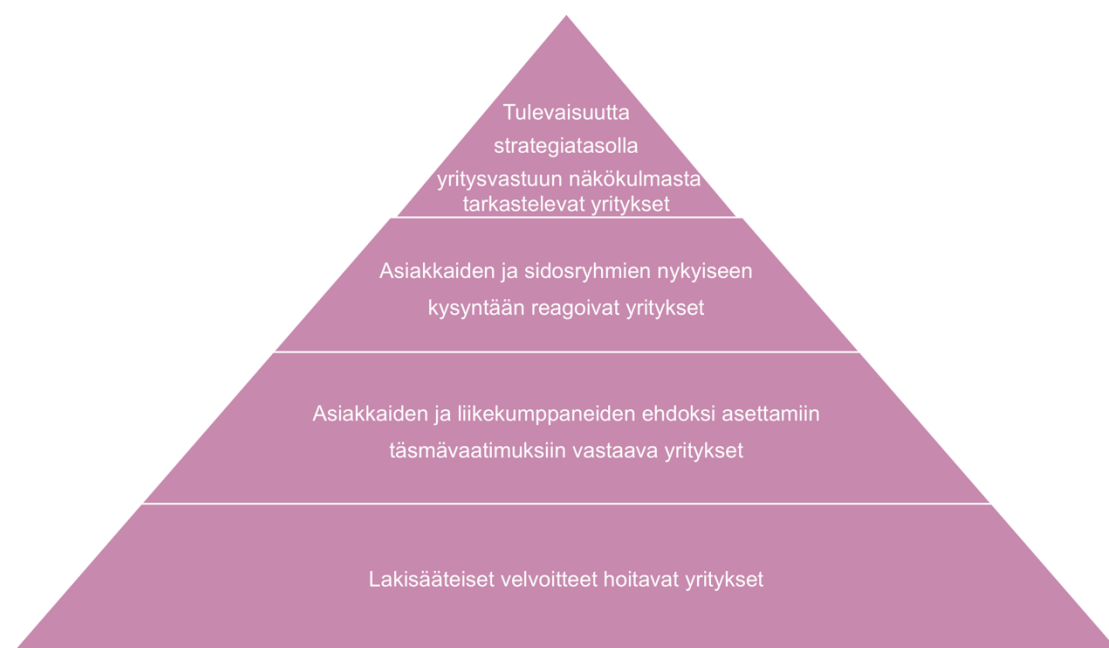 Tulevaisuutta
strategiatasolla
yritysvastuun näkökulmasta
tarkastelevat yritykset
Asiakkaiden ja sidosryhmien nykyiseen
kysyntään reagoivat yritykset
Asiakkaiden ja liikekumppaneiden ehdoksi asettamiin
täsmävaatimuksiin vastaava yritykset
Lakisääteiset velvoitteet hoitavat yritykset